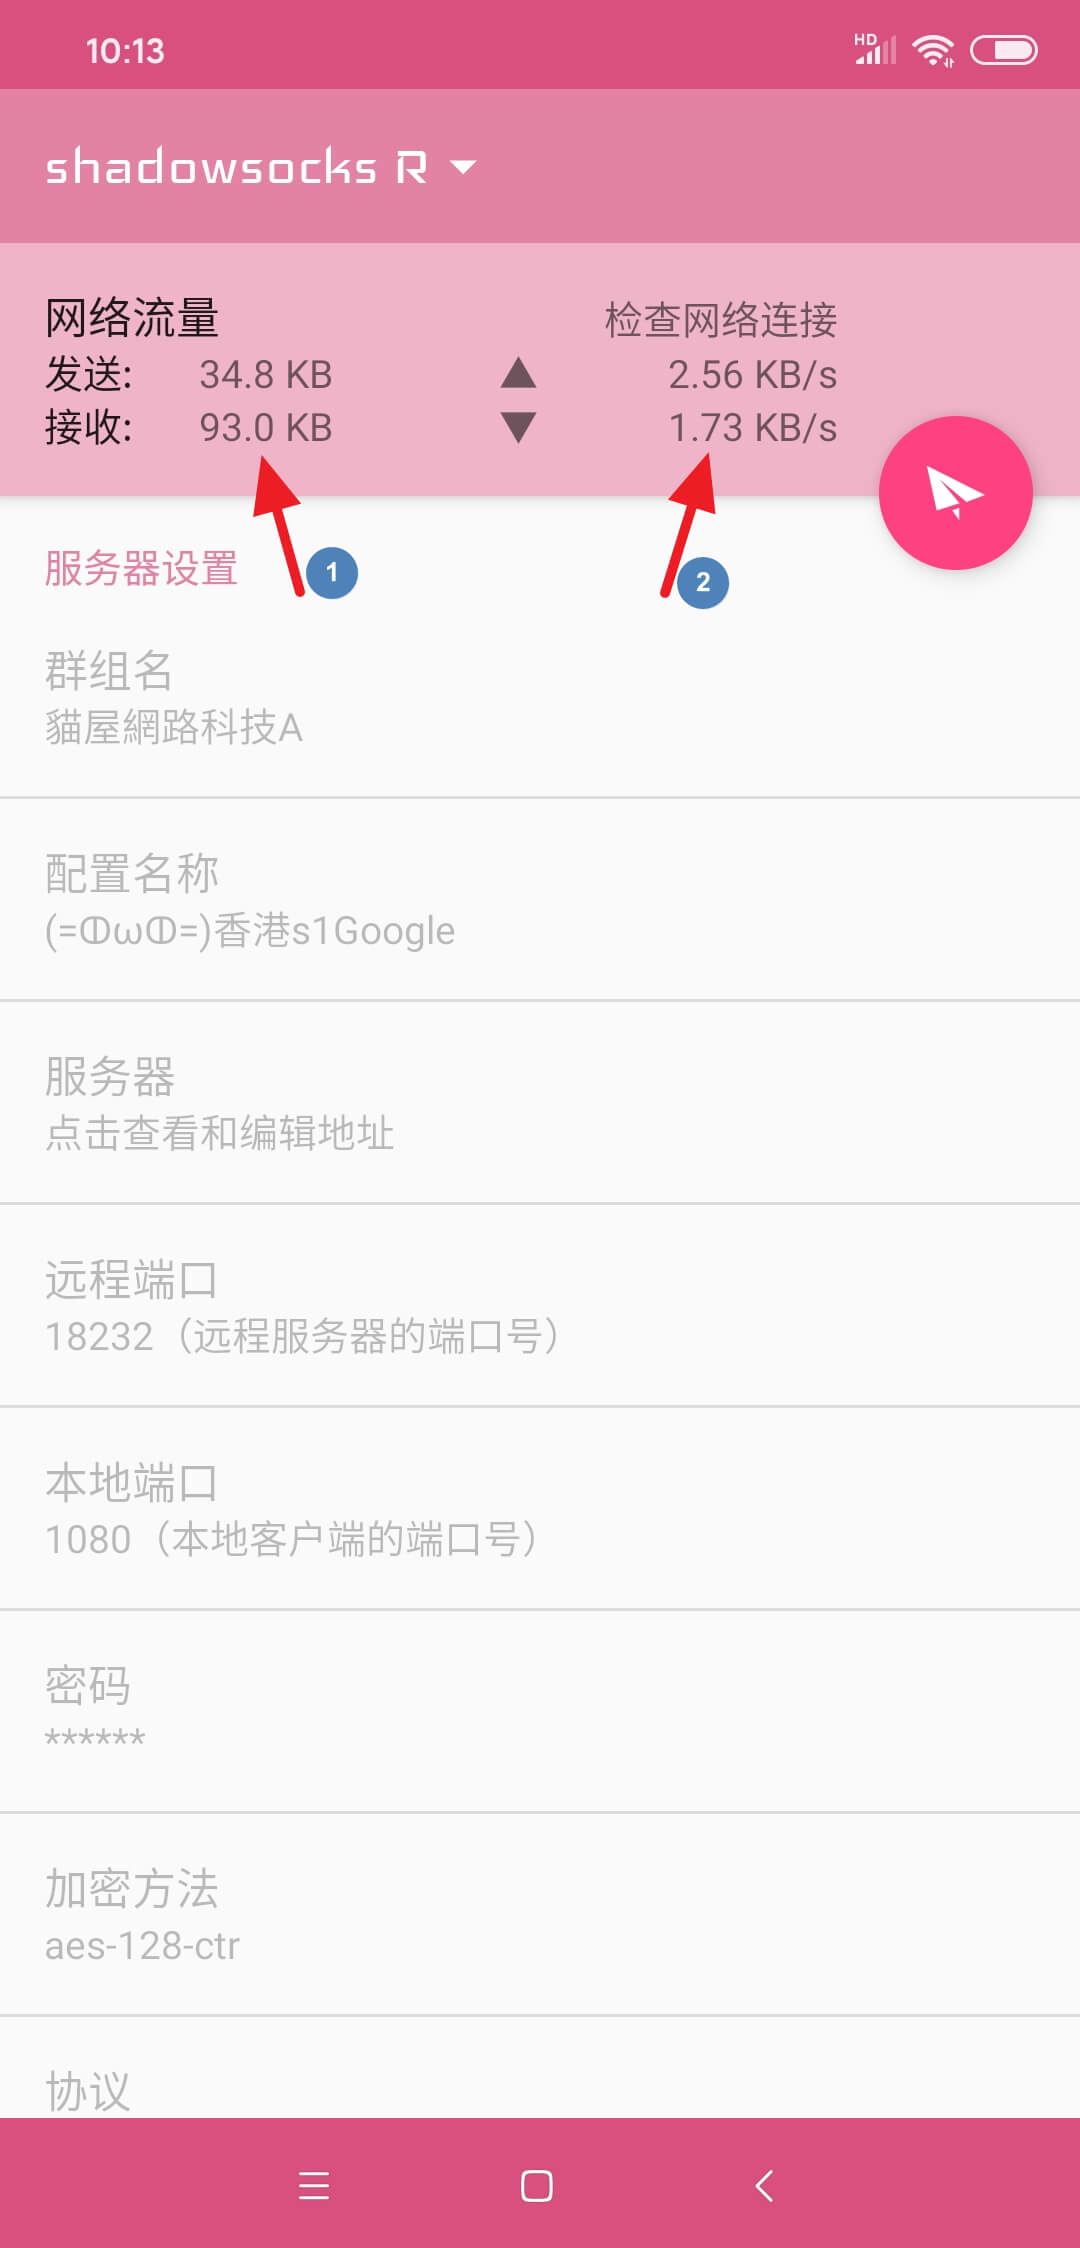 10:13
HD
shadowsocks R
网络流量 检查网络连接
发送: 34.8 KB ▲ 2.56 KB/s
接收: 93.0 KB ▼ 1.73 KB/s
1 2
服务器设置
群组名
貓屋網路科技A
配置名称
(=ↀωↀ=)香港s1Google
服务器
点击查看和编辑地址
远程端口
18232（远程服务器的端口号）
本地端口
1080（本地客户端的端口号）
密码
******
加密方法
aes-128-ctr
协议